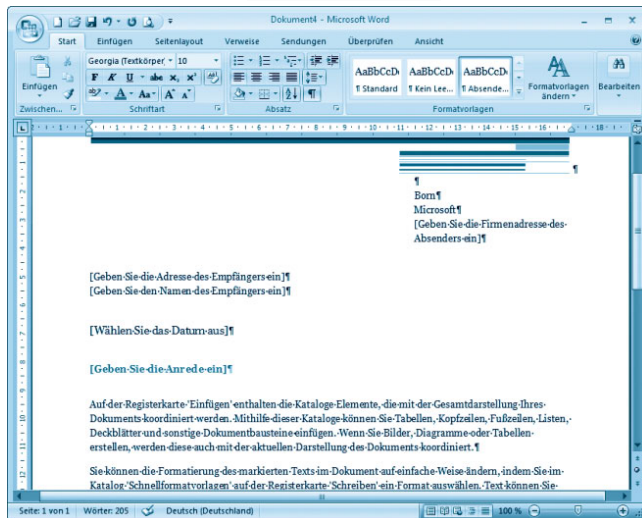 Dokument4 - Microsoft Word
Start Einfügen Seitenlayout Verweise Sendungen Überprüfen Ansicht
Georgia (Textkörper) 10
F K U abc x₂ x²
A Aa A A
Einfügen
AaBbCcD AaBbCcD AaBbCcD
¶ Standard ¶ Kein Lee... ¶ Absende...
Formatvorlagen ändern
Bearbeiten
Zwischen... Schriftart Absatz Formatvorlagen
¶
¶
Born¶
Microsoft¶
[Geben·Sie·die·Firmenadresse·des·
Absenders·ein]¶
[Geben·Sie·die·Adresse·des·Empfängers·ein]¶
[Geben·Sie·den·Namen·des·Empfängers·ein]¶
[Wählen·Sie·das·Datum·aus]¶
[Geben·Sie·die·Anrede·ein]¶
Auf·der·Registerkarte·'Einfügen'·enthalten·die·Kataloge·Elemente,·die·mit·der·Gesamtdarstellung·Ihres·
Dokuments·koordiniert·werden.·Mithilfe·dieser·Kataloge·können·Sie·Tabellen,·Kopfzeilen,·Fußzeilen,·Listen,·
Deckblätter·und·sonstige·Dokumentbausteine·einfügen.·Wenn·Sie·Bilder,·Diagramme·oder·Tabellen·
erstellen,·werden·diese·auch·mit·der·aktuellen·Darstellung·des·Dokuments·koordiniert.¶
Sie·können·die·Formatierung·des·markierten·Texts·im·Dokument·auf·einfache·Weise·ändern,·indem·Sie·im·
Katalog·'Schnellformatvorlagen'·auf·der·Registerkarte·'Schreiben'·ein·Format·auswählen.·Text·können·Sie·
Seite: 1 von 1 Wörter: 205 Deutsch (Deutschland) 100 %